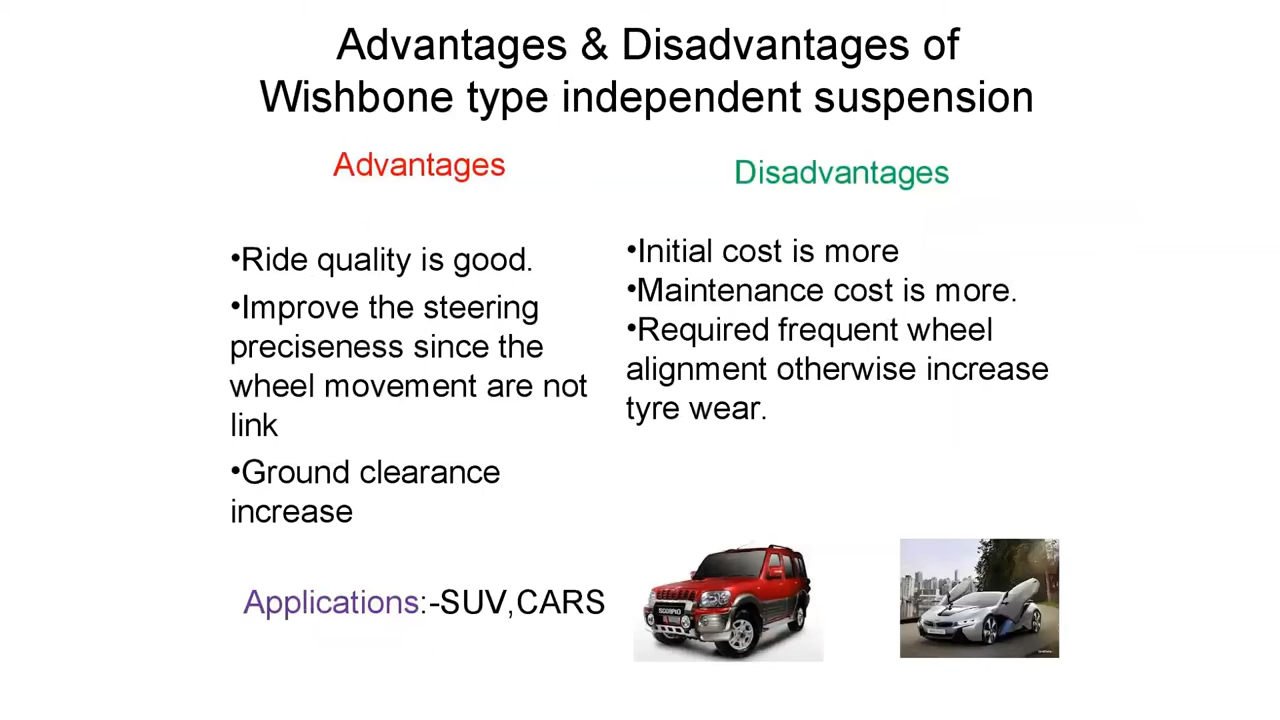 Advantages & Disadvantages of
Wishbone type independent suspension
Advantages
•Ride quality is good.
•Improve the steering
preciseness since the
wheel movement are not
link
•Ground clearance
increase
Disadvantages
•Initial cost is more
•Maintenance cost is more.
•Required frequent wheel
alignment otherwise increase
tyre wear.
Applications:-SUV,CARS
SCORPIO